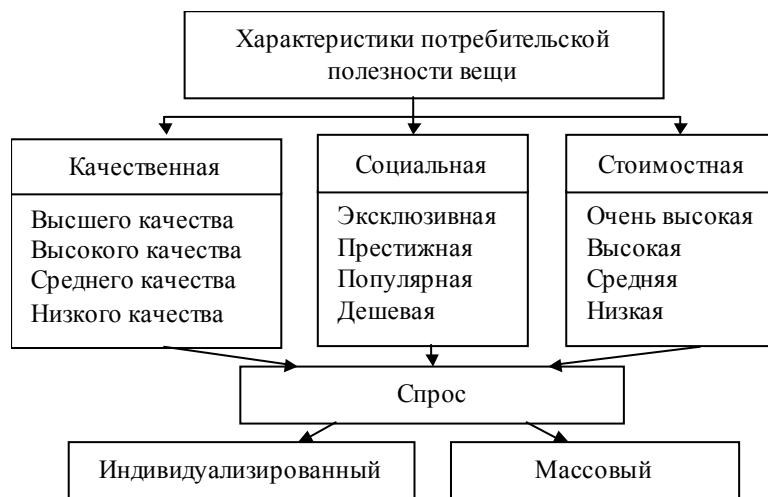 Характеристики потребительской
полезности вещи
Качественная
Высшего качества
Высокого качества
Среднего качества
Низкого качества
Социальная
Эксклюзивная
Престижная
Популярная
Дешевая
Стоимостная
Очень высокая
Высокая
Средняя
Низкая
Спрос
Индивидуализированный
Массовый